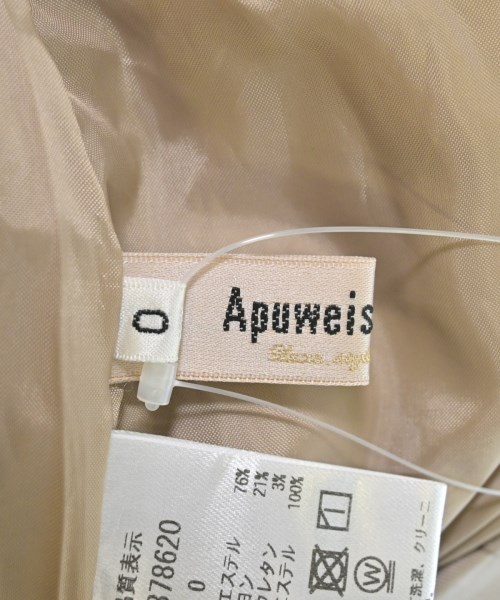 0
Apuweis
品質表示
378620
0
エステル 76%
ヨン 21%
ウレタン 3%
エステル 100%
洗濯、クリーニ